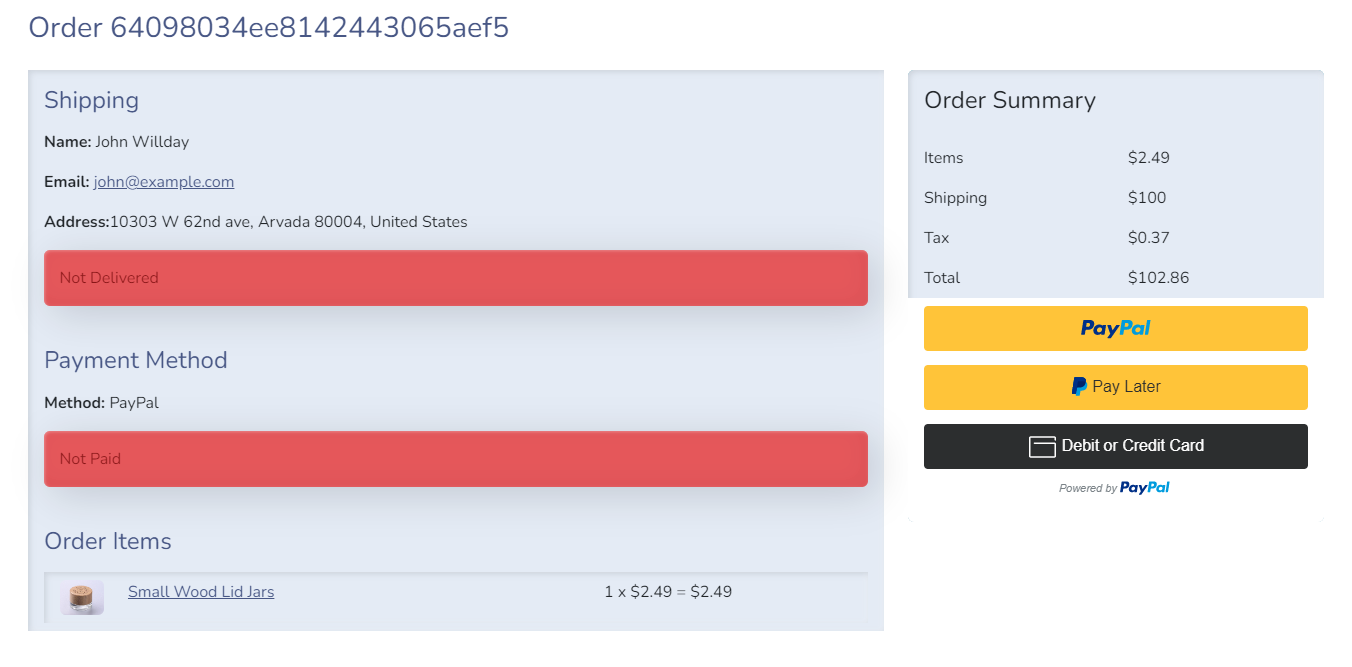 Order 64098034ee8142443065aef5
Shipping
Name: John Willday
Email: john@example.com
Address:10303 W 62nd ave, Arvada 80004, United States
Not Delivered
Payment Method
Method: PayPal
Not Paid
Order Items
Small Wood Lid Jars 1 x $2.49 = $2.49
Order Summary
Items $2.49
Shipping $100
Tax $0.37
Total $102.86
PayPal
Pay Later
Debit or Credit Card
Powered by PayPal